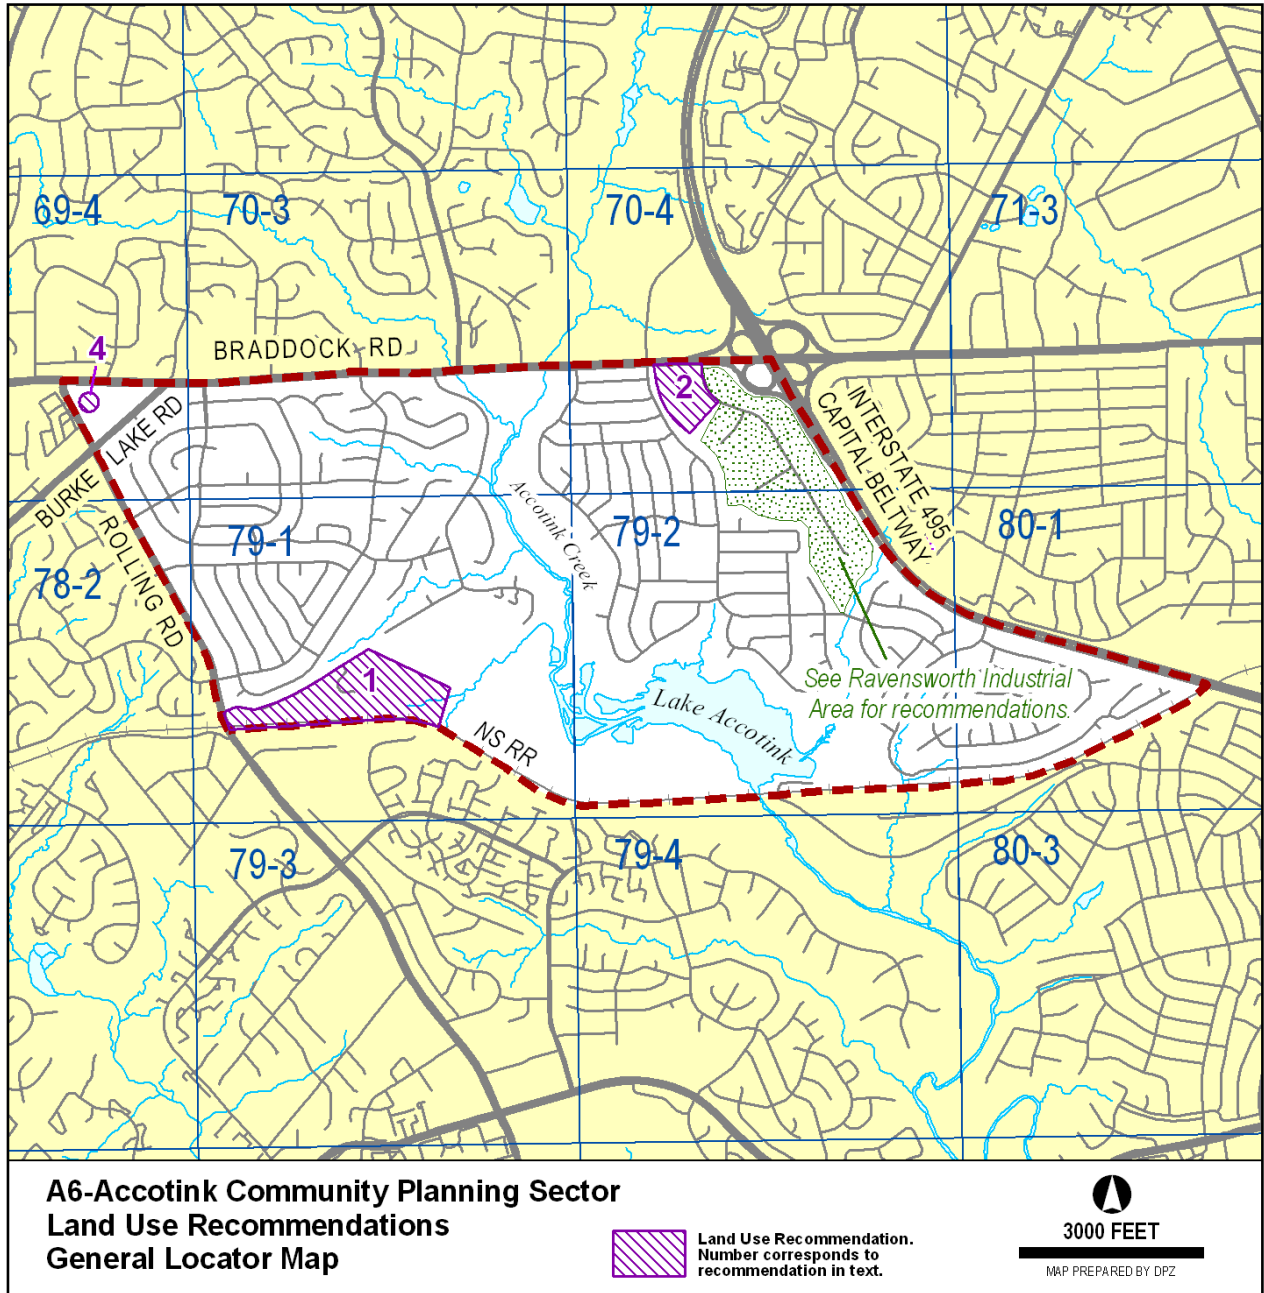 69-4
70-3
70-4
71-3
4
BRADDOCK RD
2
LAKE RD
BURKE
INTERSTATE 495
CAPITAL BELTWAY
Accotink Creek
79-1
79-2
80-1
78-2
ROLLING RD
1
See Ravensworth Industrial
Area for recommendations.
Lake Accotink
NS RR
79-3
79-4
80-3
A6-Accotink Community Planning Sector
Land Use Recommendations
General Locator Map
Land Use Recommendation.
Number corresponds to
recommendation in text.
3000 FEET
MAP PREPARED BY DPZ